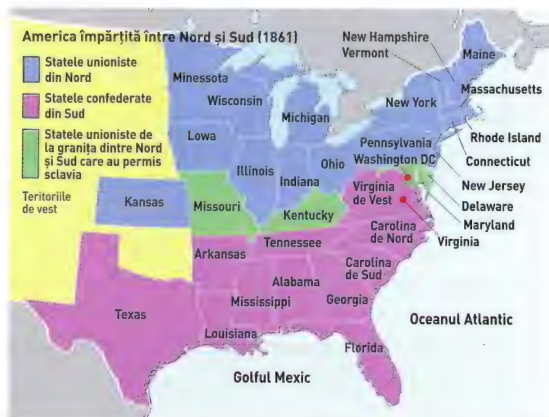 America împărțită între Nord și Sud (1861)
Statele unioniste
din Nord
Statele confederate
din Sud
Statele unioniste de
la granița dintre Nord
și Sud care au permis
sclavia
Teritoriile
de vest
New Hampshire
Vermont
Maine
Minessota
Wisconsin
Michigan
New York
Massachusetts
Rhode Island
Connecticut
Lowa
Illinois
Indiana
Ohio
Pennsylvania
Washington DC
New Jersey
Delaware
Maryland
Virginia
Kansas
Missouri
Kentucky
Virginia
de Vest
Carolina
de Nord
Tennessee
Arkansas
Carolina
de Sud
Alabama
Georgia
Mississippi
Texas
Louisiana
Florida
Oceanul Atlantic
Golful Mexic